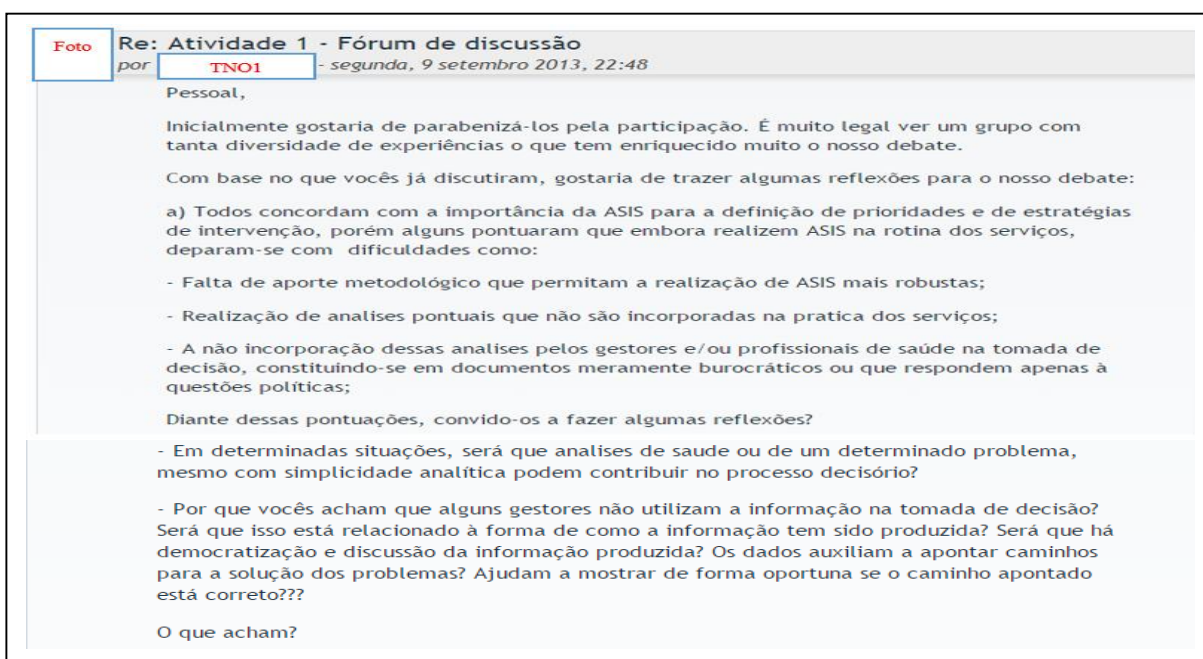 Foto
Re: Atividade 1 - Fórum de discussão
por TNO1 - segunda, 9 setembro 2013, 22:48
Pessoal,
Inicialmente gostaria de parabenizá-los pela participação. É muito legal ver um grupo com
tanta diversidade de experiências o que tem enriquecido muito o nosso debate.
Com base no que vocês já discutiram, gostaria de trazer algumas reflexões para o nosso debate:
a) Todos concordam com a importância da ASIS para a definição de prioridades e de estratégias
de intervenção, porém alguns pontuaram que embora realizem ASIS na rotina dos serviços,
deparam-se com dificuldades como:
- Falta de aporte metodológico que permitam a realização de ASIS mais robustas;
- Realização de analises pontuais que não são incorporadas na pratica dos serviços;
- A não incorporação dessas analises pelos gestores e/ou profissionais de saúde na tomada de
decisão, constituindo-se em documentos meramente burocráticos ou que respondem apenas à
questões políticas;
Diante dessas pontuações, convido-os a fazer algumas reflexões?
- Em determinadas situações, será que analises de saude ou de um determinado problema,
mesmo com simplicidade analítica podem contribuir no processo decisório?
- Por que vocês acham que alguns gestores não utilizam a informação na tomada de decisão?
Será que isso está relacionado à forma de como a informação tem sido produzida? Será que há
democratização e discussão da informação produzida? Os dados auxiliam a apontar caminhos
para a solução dos problemas? Ajudam a mostrar de forma oportuna se o caminho apontado
está correto???
O que acham?